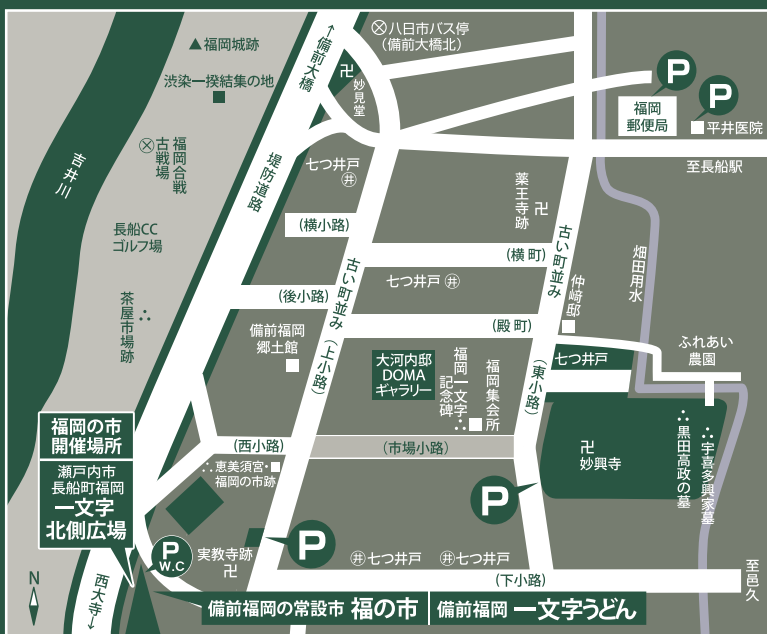 ▲福岡城跡
渋染一揆結集の地
↑備前大橋
八日市バス停
(備前大橋北)
卍妙見堂
P
P
福岡
郵便局
平井医院
至長船駅
吉井川
福岡合戦
古戦場
堤防道路
七つ井戸
井
薬王寺跡
卍
長船CC
ゴルフ場
(横小路)
古い町並み(上小路)
(横町)
古い町並み
(東小路)
畑田用水
七つ井戸 井
仲﨑邸
茶屋市場跡
(後小路)
(殿町)
備前福岡
郷土館
大河内邸
DOMA
ギャラリー
福岡一文字
記念碑
福岡集会所
七つ井戸
ふれあい
農園
福岡の市
開催場所
瀬戸内市
長船町福岡
一文字
北側広場
(西小路)
(市場小路)
恵美須宮・
福岡の市跡
卍
妙興寺
黒田高政の墓
宇喜多興家墓
P
P
W.C
P
実教寺跡
卍
井七つ井戸
井七つ井戸
(下小路)
至邑久
N
西大寺↓
備前福岡の常設市 福の市
備前福岡 一文字うどん